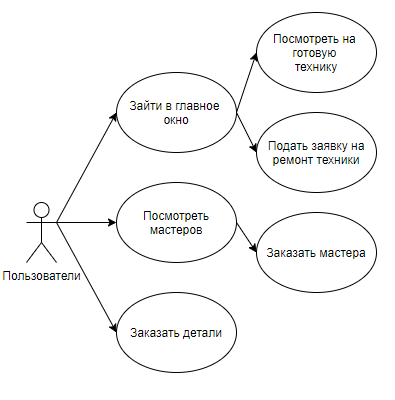 Посмотреть на
готовую
технику
Зайти в главное
окно
Подать заявку на
ремонт техники
Посмотреть
мастеров
Заказать мастера
Пользователи
Заказать детали